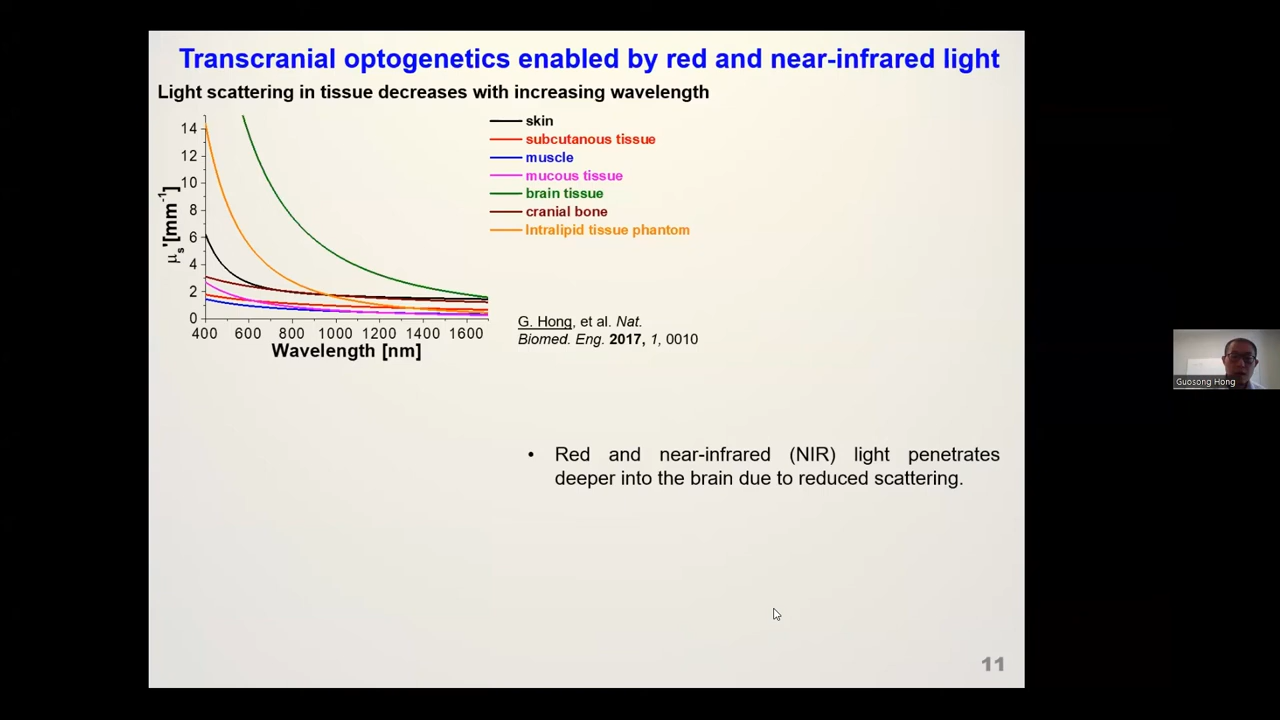 Transcranial optogenetics enabled by red and near-infrared light
Light scattering in tissue decreases with increasing wavelength
14
12
10
8
6
4
2
0
μs'[mm-1]
400 600 800 1000 1200 1400 1600
Wavelength [nm]
skin
subcutanous tissue
muscle
mucous tissue
brain tissue
cranial bone
Intralipid tissue phantom
G. Hong, et al. Nat.
Biomed. Eng. 2017, 1, 0010
• Red and near-infrared (NIR) light penetrates
deeper into the brain due to reduced scattering.
Guosong Hong
11